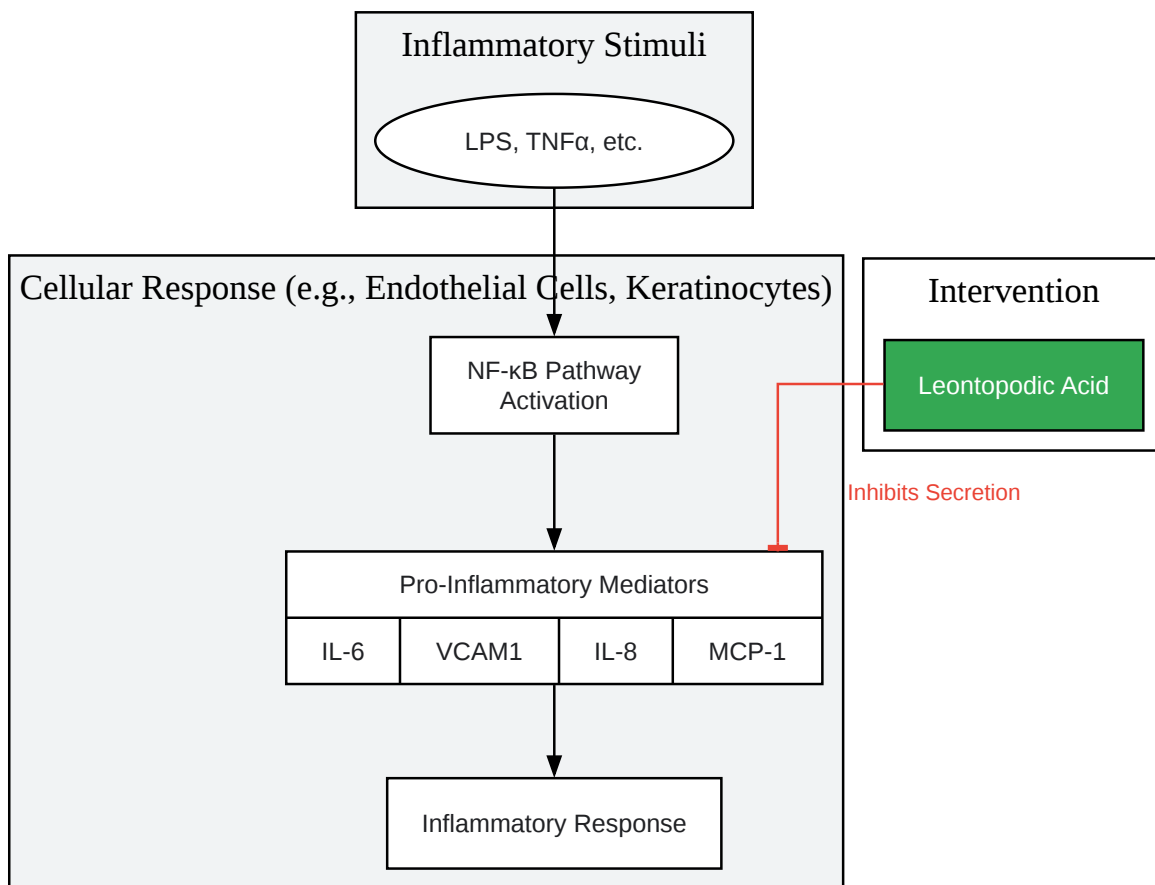 Inflammatory Stimuli
LPS, TNFα, etc.
Cellular Response (e.g., Endothelial Cells, Keratinocytes)
Intervention
NF-κB Pathway
Activation
Leontopodic Acid
Inhibits Secretion
Pro-Inflammatory Mediators
IL-6
VCAM1
IL-8
MCP-1
Inflammatory Response